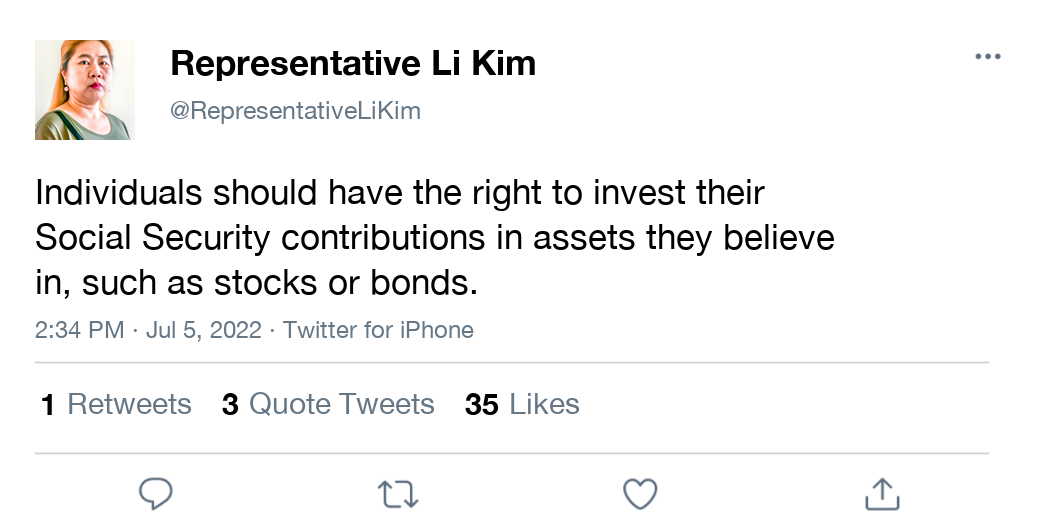 Representative Li Kim
@RepresentativeLiKim
Individuals should have the right to invest their
Social Security contributions in assets they believe
in, such as stocks or bonds.
2:34 PM · Jul 5, 2022 · Twitter for iPhone
1 Retweets 3 Quote Tweets 35 Likes